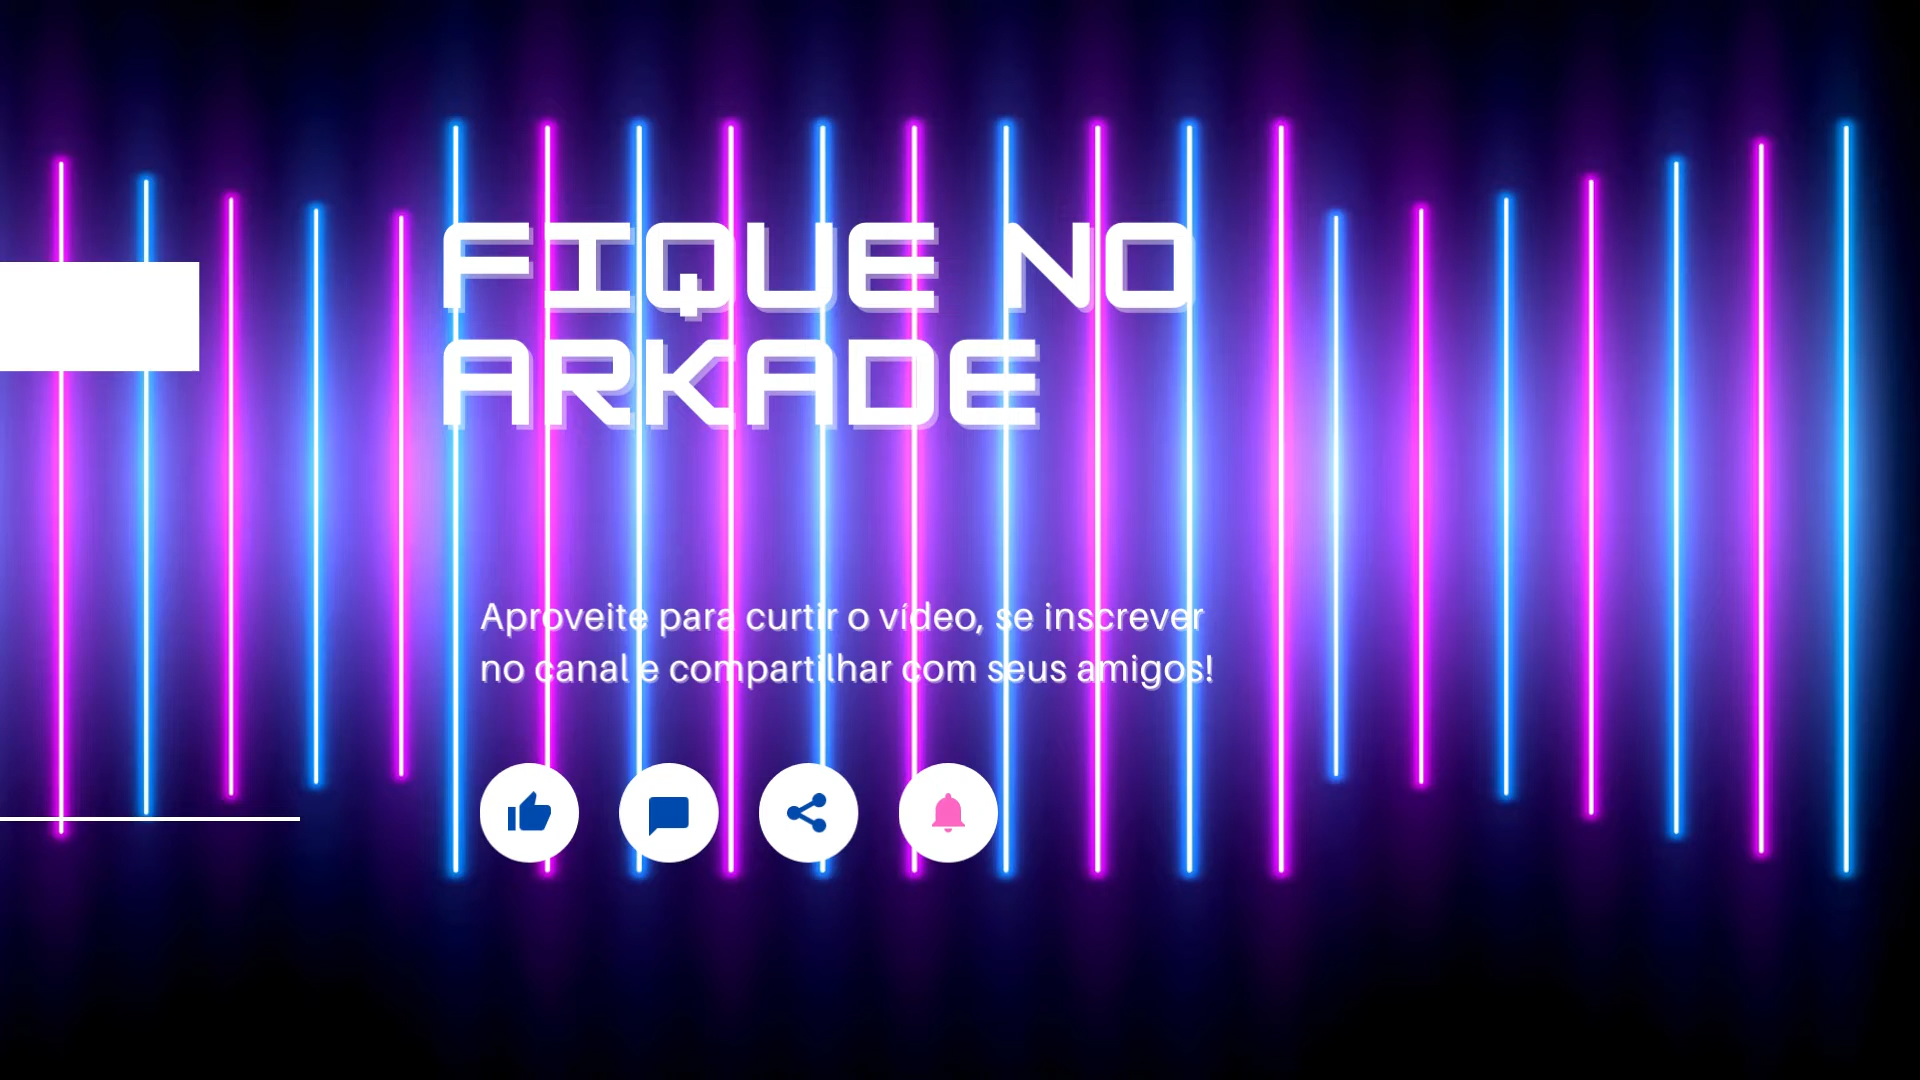 FIQUE NO
ARKADE
Aproveite para curtir o vídeo, se inscrever
no canal e compartilhar com seus amigos!